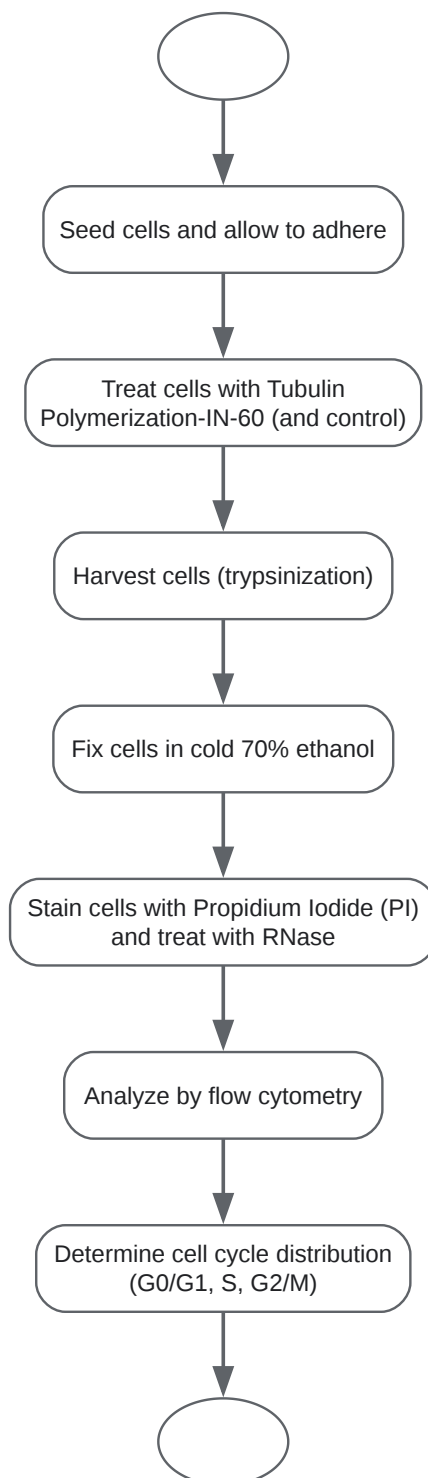 Seed cells and allow to adhere
Treat cells with Tubulin
Polymerization-IN-60 (and control)
Harvest cells (trypsinization)
Fix cells in cold 70% ethanol
Stain cells with Propidium Iodide (PI)
and treat with RNase
Analyze by flow cytometry
Determine cell cycle distribution
(G0/G1, S, G2/M)